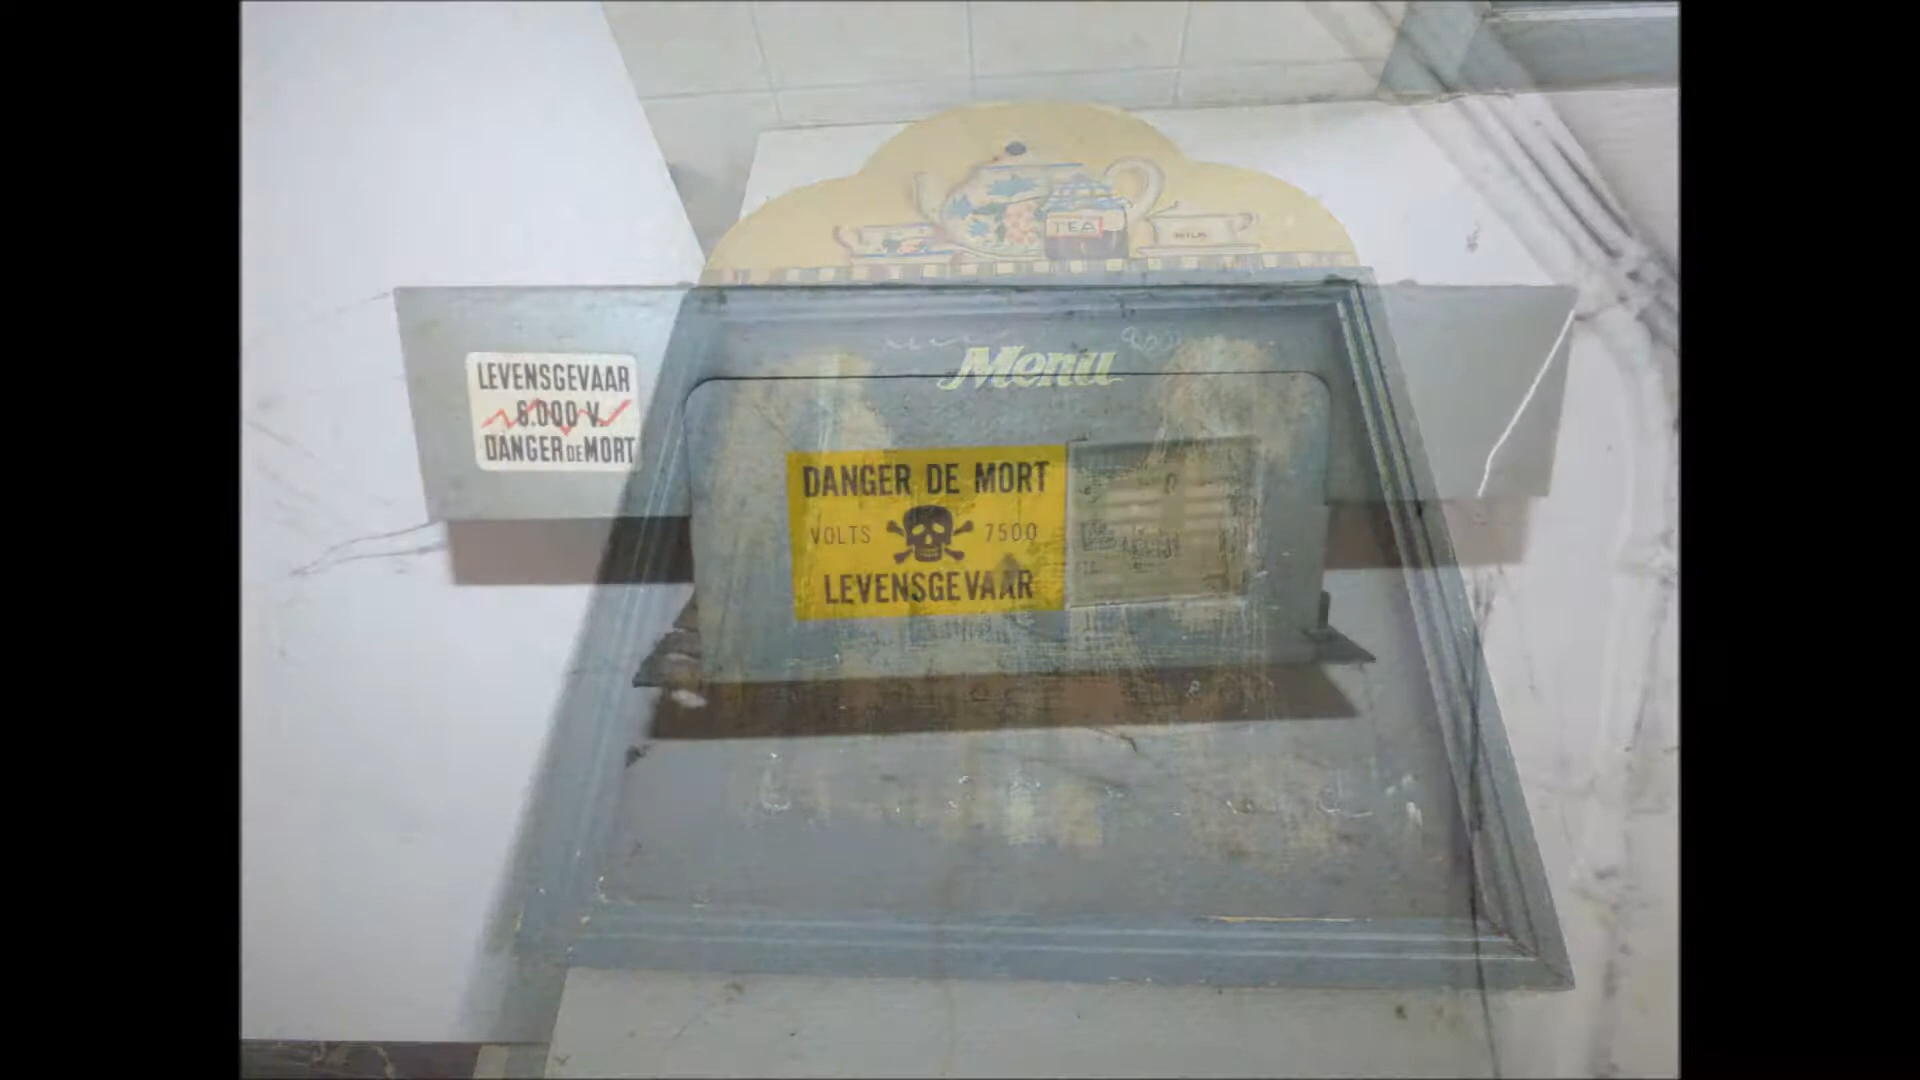 TEA
MILK
Menu
LEVENSGEVAAR
6.000 V.
DANGER DE MORT
DANGER DE MORT
VOLTS 7500
LEVENSGEVAAR